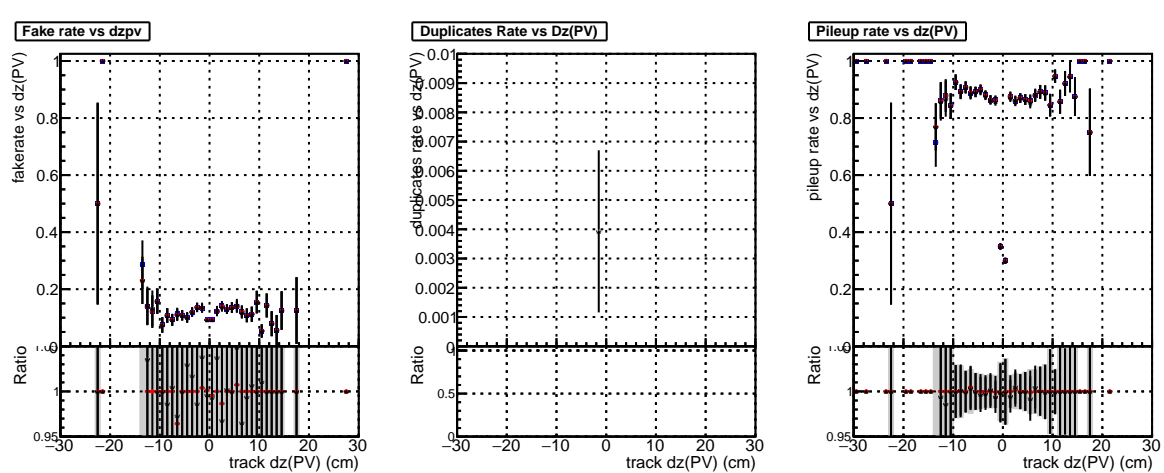 Fake rate vs dzpv
fakerate vs dz(PV)
1
0.8
0.6
0.4
0.2
0
Ratio
1
0.95
−30 −20 −10 0 10 20 30
track dz(PV) (cm)
Duplicates Rate vs Dz(PV)
duplicates rate vs dz(PV)
0.01
0.009
0.008
0.007
0.006
0.005
0.004
0.003
0.002
0.001
0
Ratio
1
0.5
0
−30 −20 −10 0 10 20 30
track dz(PV) (cm)
Pileup rate vs dz(PV)
pileup rate vs dz(PV)
1
0.8
0.6
0.4
0.2
0
Ratio
1
0.95
−30 −20 −10 0 10 20 30
track dz(PV) (cm)